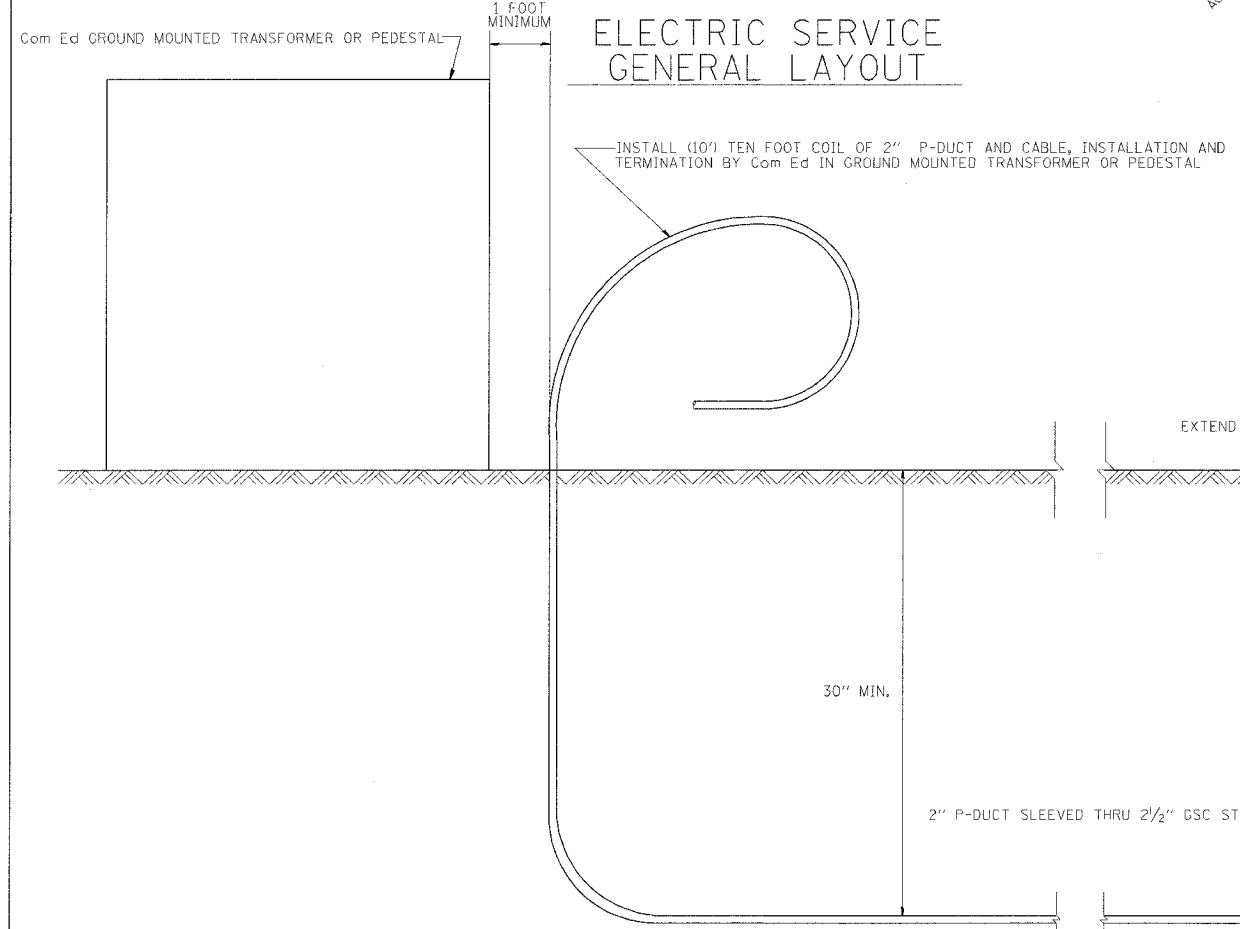 1 FOOT
MINIMUM
Com Ed GROUND MOUNTED TRANSFORMER OR PEDESTAL
ELECTRIC SERVICE
GENERAL LAYOUT
INSTALL (10') TEN FOOT COIL OF 2" P-DUCT AND CABLE, INSTALLATION AND
TERMINATION BY Com Ed IN GROUND MOUNTED TRANSFORMER OR PEDESTAL
EXTEND
30" MIN.
2" P-DUCT SLEEVED THRU 2 1/2" GSC ST